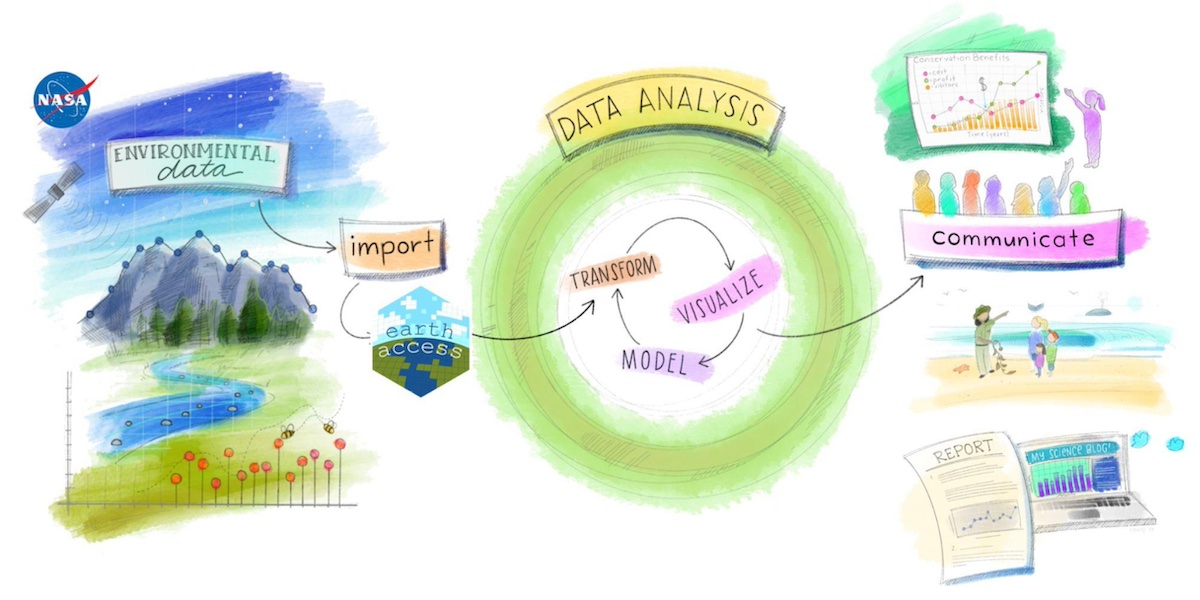 NASA
ENVIRONMENTAL
data
import
earth
access
DATA ANALYSIS
TRANSFORM
VISUALIZE
MODEL
Conservation Benefits
cost
profit
visitors
$
Time (years)
communicate
REPORT
MY SCIENCE BLOG!